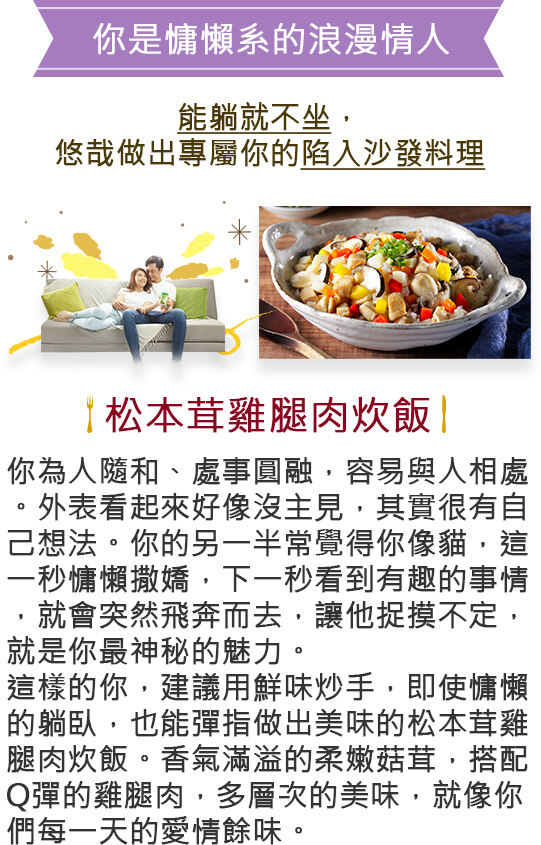 你是慵懶系的浪漫情人
能躺就不坐，
悠哉做出專屬你的陷入沙發料理
松本茸雞腿肉炊飯
你為人隨和、處事圓融，容易與人相處
。外表看起來好像沒主見，其實很有自
己想法。你的另一半常覺得你像貓，這
一秒慵懶撒嬌，下一秒看到有趣的事情
，就會突然飛奔而去，讓他捉摸不定，
就是你最神秘的魅力。
這樣的你，建議用鮮味炒手，即使慵懶
的躺臥，也能彈指做出美味的松本茸雞
腿肉炊飯。香氣滿溢的柔嫩菇茸，搭配
Q彈的雞腿肉，多層次的美味，就像你
們每一天的愛情餘味。